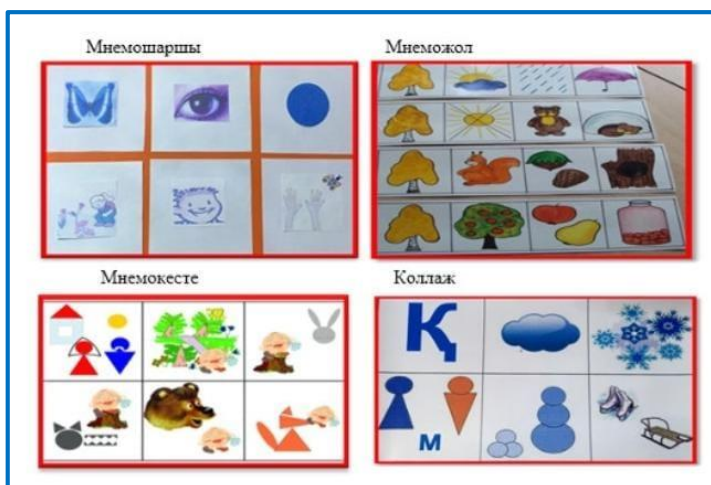 Мнемошаршы
Мнеможол
Мнемокесте
Коллаж
Қ
м